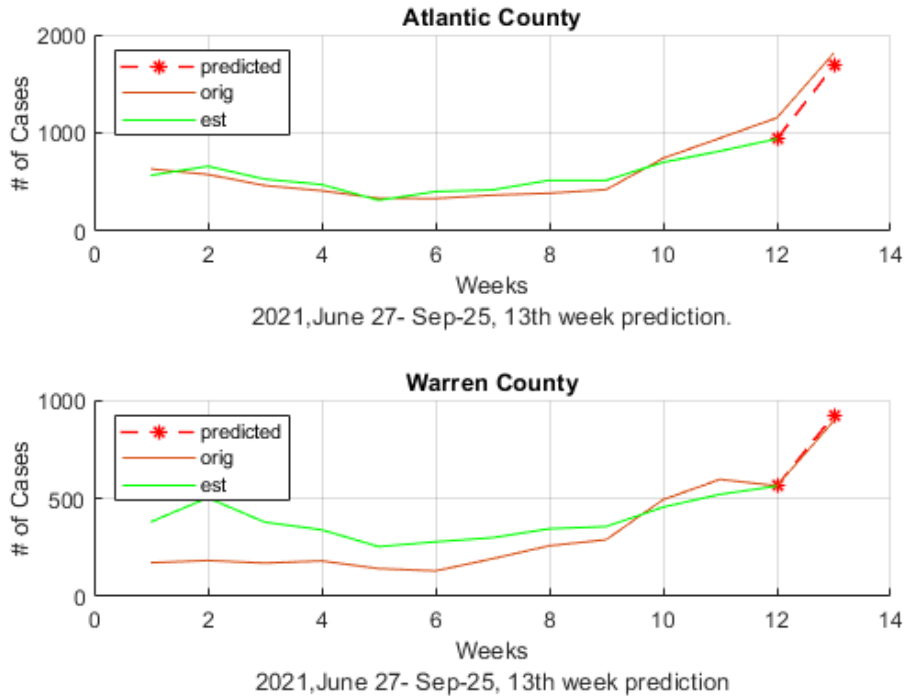 Atlantic County
2000
1000
0
# of Cases
predicted
orig
est
0 2 4 6 8 10 12 14
Weeks
2021,June 27- Sep-25, 13th week prediction.
Warren County
1000
500
0
# of Cases
predicted
orig
est
0 2 4 6 8 10 12 14
Weeks
2021,June 27- Sep-25, 13th week prediction